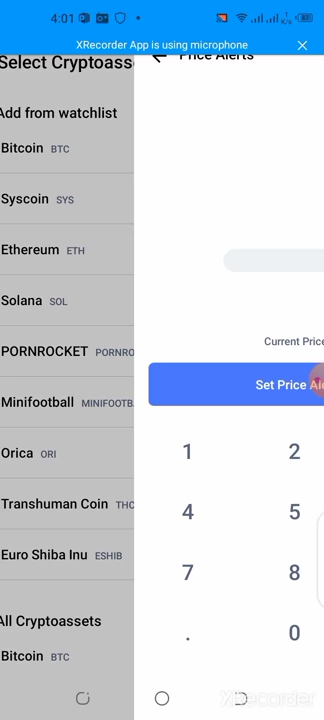 4:01
XRecorder App is using microphone
Select Cryptoasse
Price Alerts
Add from watchlist
Bitcoin BTC
Syscoin SYS
Ethereum ETH
Solana SOL
PORNROCKET PORNRO
Minifootball MINIFOOTB
Orica ORI
Transhuman Coin THC
Euro Shiba Inu ESHIB
All Cryptoassets
Bitcoin BTC
Current Price
Set Price Ale
1 2
4 5
7 8
. 0
XRecorder